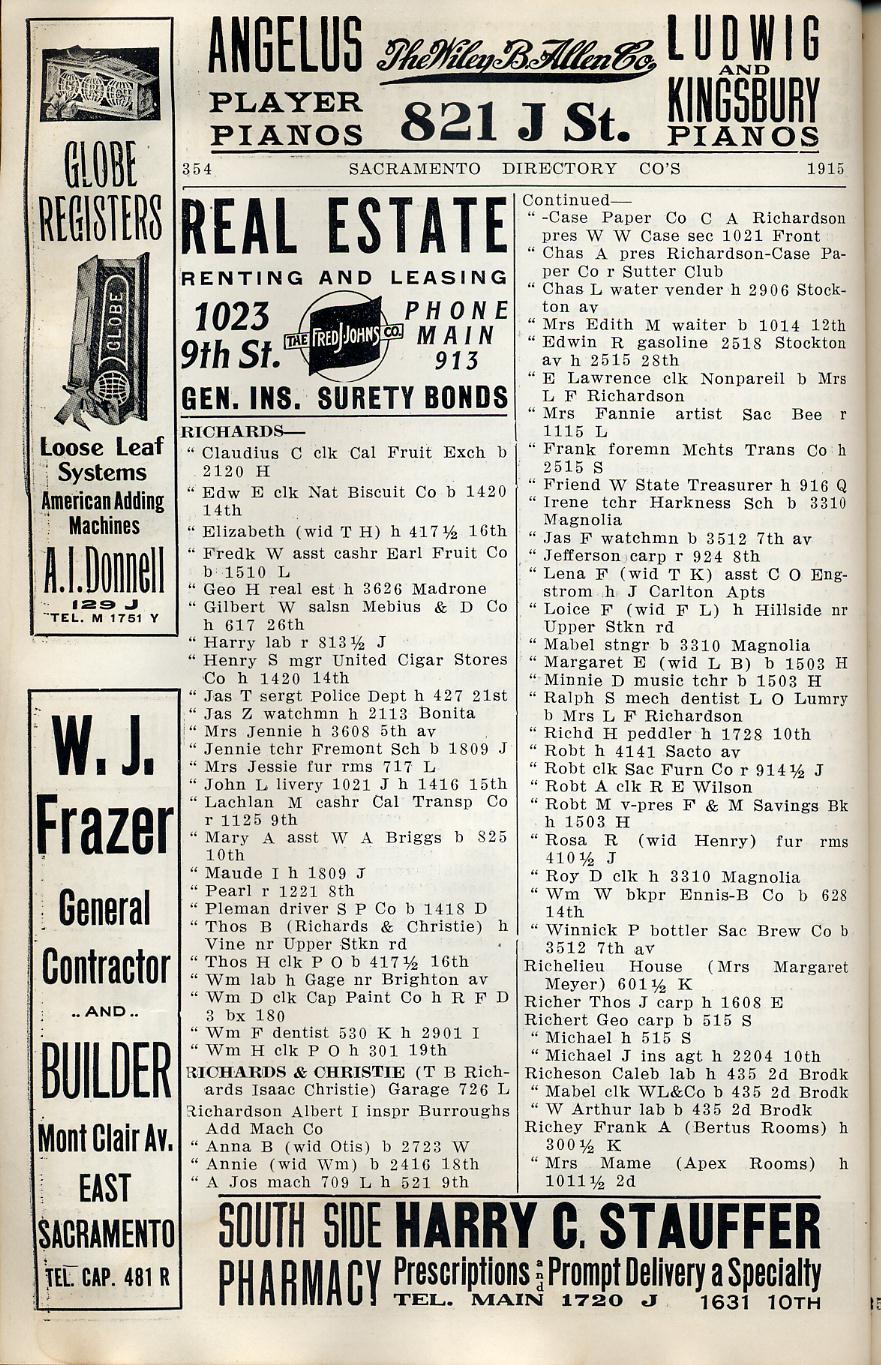 ANGELUS
PLAYER
PIANOS
The Wiley B. Allen Co.
821 J St.
LUDWIG
AND
KINGSBURY
PIANOS
354 SACRAMENTO DIRECTORY CO'S 1915
GLOBE
REGISTERS
GLOBE
Loose Leaf
Systems
American Adding
Machines
A.I.Donnell
129 J
TEL. M 1751 Y
W. J.
Frazer
General
Contractor
.. AND ..
BUILDER
Mont Clair Av.
EAST
SACRAMENTO
TEL. CAP. 481 R
REAL ESTATE
RENTING AND LEASING
1023
9th St.
THE FRED J. JOHNS CO.
PHONE
MAIN
913
GEN. INS. SURETY BONDS
RICHARDS—
" Claudius C clk Cal Fruit Exch b
2120 H
" Edw E clk Nat Biscuit Co b 1420
14th
" Elizabeth (wid T H) h 417½ 16th
" Fredk W asst cashr Earl Fruit Co
b 1510 L
" Geo H real est h 3626 Madrone
" Gilbert W salsn Mebius & D Co
h 617 26th
" Harry lab r 813½ J
" Henry S mgr United Cigar Stores
Co h 1420 14th
" Jas T sergt Police Dept h 427 21st
" Jas Z watchmn h 2113 Bonita
" Mrs Jennie h 3608 5th av
" Jennie tchr Fremont Sch b 1809 J
" Mrs Jessie fur rms 717 L
" John L livery 1021 J h 1416 15th
" Lachlan M cashr Cal Transp Co
r 1125 9th
" Mary A asst W A Briggs b 825
10th
" Maude I h 1809 J
" Pearl r 1221 8th
" Pleman driver S P Co b 1418 D
" Thos B (Richards & Christie) h
Vine nr Upper Stkn rd
" Thos H clk P O b 417½ 16th
" Wm lab h Gage nr Brighton av
" Wm D clk Cap Paint Co h R F D
3 bx 180
" Wm F dentist 530 K h 2901 I
" Wm H clk P O h 301 19th
RICHARDS & CHRISTIE (T B Rich-
ards Isaac Christie) Garage 726 L
Richardson Albert I inspr Burroughs
Add Mach Co
" Anna B (wid Otis) b 2723 W
" Annie (wid Wm) b 2416 18th
" A Jos mach 709 L h 521 9th
Continued—
" -Case Paper Co C A Richardson
pres W W Case sec 1021 Front
" Chas A pres Richardson-Case Pa-
per Co r Sutter Club
" Chas L water vender h 2906 Stock-
ton av
" Mrs Edith M waiter b 1014 12th
" Edwin R gasoline 2518 Stockton
av h 2515 28th
" E Lawrence clk Nonpareil b Mrs
L F Richardson
" Mrs Fannie artist Sac Bee r
1115 L
" Frank foremn Mchts Trans Co h
2515 S
" Friend W State Treasurer h 916 Q
" Irene tchr Harkness Sch b 3310
Magnolia
" Jas F watchmn b 3512 7th av
" Jefferson carp r 924 8th
" Lena F (wid T K) asst C O Eng-
strom h J Carlton Apts
" Loice F (wid F L) h Hillside nr
Upper Stkn rd
" Mabel stngr b 3310 Magnolia
" Margaret E (wid L B) b 1503 H
" Minnie D music tchr b 1503 H
" Ralph S mech dentist L O Lumry
b Mrs L F Richardson
" Richd H peddler h 1728 10th
" Robt h 4141 Sacto av
" Robt clk Sac Furn Co r 914½ J
" Robt A clk R E Wilson
" Robt M v-pres F & M Savings Bk
h 1503 H
" Rosa R (wid Henry) fur rms
410½ J
" Roy D clk h 3310 Magnolia
" Wm W bkpr Ennis-B Co b 628
14th
" Winnick P bottler Sac Brew Co b
3512 7th av
Richelieu House (Mrs Margaret
Meyer) 601½ K
Richer Thos J carp h 1608 E
Richert Geo carp b 515 S
" Michael h 515 S
" Michael J ins agt h 2204 10th
Richeson Caleb lab h 435 2d Brodk
" Mabel clk WL&Co b 435 2d Brodk
" W Arthur lab b 435 2d Brodk
Richey Frank A (Bertus Rooms) h
300½ K
" Mrs Mame (Apex Rooms) h
1011½ 2d
SOUTH SIDE
PHARMACY
HARRY C. STAUFFER
Prescriptions and Prompt Delivery a Specialty
TEL. MAIN 1720 J 1631 10TH